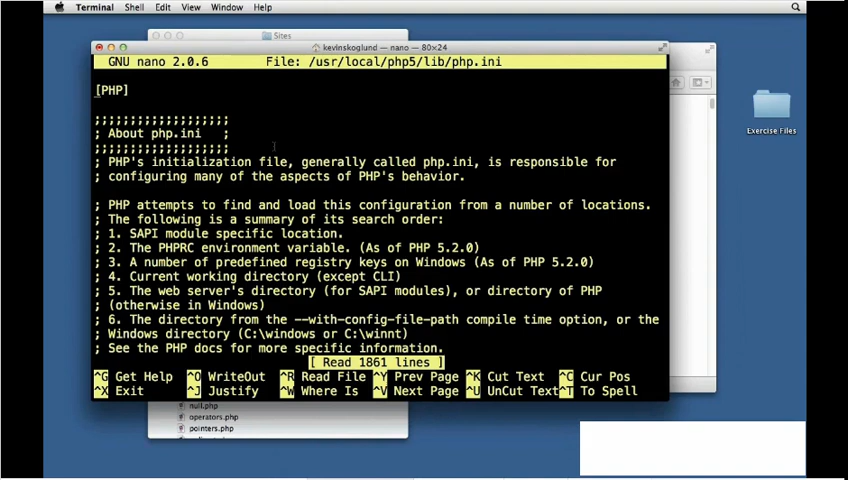 Terminal Shell Edit View Window Help
Sites
kevinskoglund — nano — 80×24
GNU nano 2.0.6 File: /usr/local/php5/lib/php.ini
[PHP]
;;;;;;;;;;;;;;;;;;;
; About php.ini   ;
;;;;;;;;;;;;;;;;;;;
; PHP's initialization file, generally called php.ini, is responsible for
; configuring many of the aspects of PHP's behavior.
; PHP attempts to find and load this configuration from a number of locations.
; The following is a summary of its search order:
; 1. SAPI module specific location.
; 2. The PHPRC environment variable. (As of PHP 5.2.0)
; 3. A number of predefined registry keys on Windows (As of PHP 5.2.0)
; 4. Current working directory (except CLI)
; 5. The web server's directory (for SAPI modules), or directory of PHP
; (otherwise in Windows)
; 6. The directory from the --with-config-file-path compile time option, or the
; Windows directory (C:\windows or C:\winnt)
; See the PHP docs for more specific information.
[ Read 1861 lines ]
^G Get Help ^O WriteOut ^R Read File ^Y Prev Page ^K Cut Text ^C Cur Pos
^X Exit ^J Justify ^W Where Is ^V Next Page ^U UnCut Text ^T To Spell
Exercise Files
null.php
operators.php
pointers.php